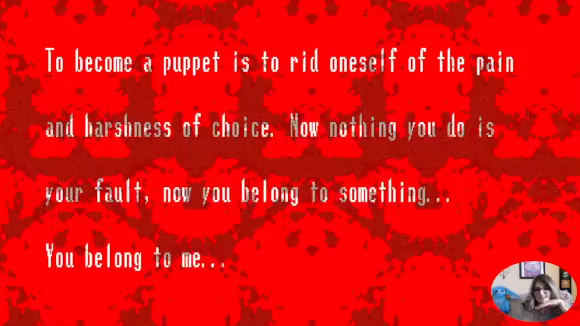 To become a puppet is to rid oneself of the pain
and harshness of choice. Now nothing you do is
your fault, now you belong to something...
You belong to me...